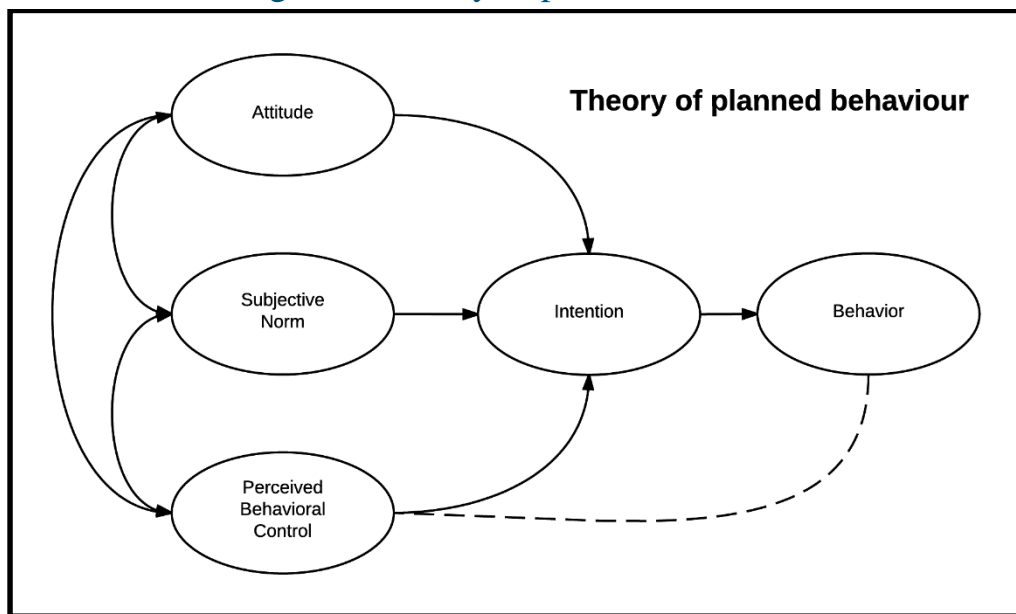 Theory of planned behaviour
Attitude
Subjective
Norm
Intention
Behavior
Perceived
Behavioral
Control